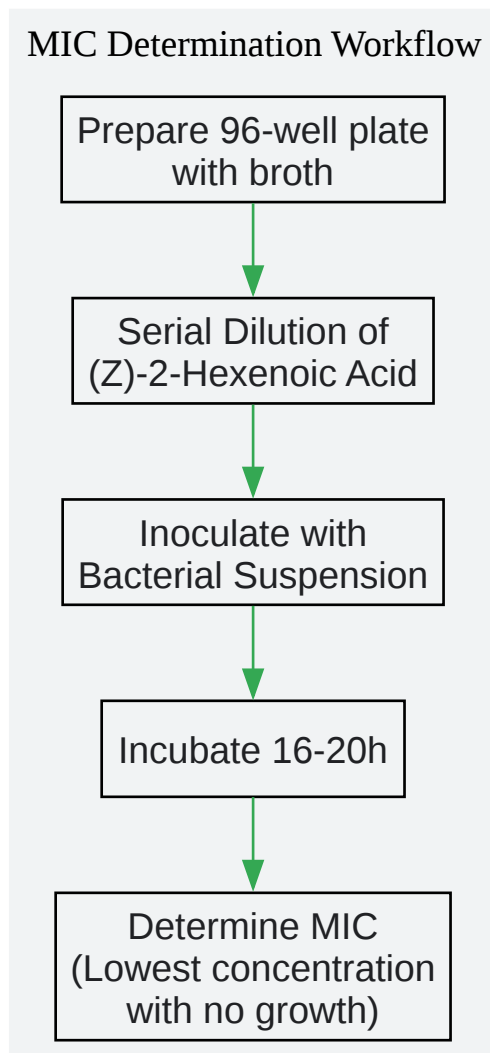 MIC Determination Workflow
Prepare 96-well plate
with broth
Serial Dilution of
(Z)-2-Hexenoic Acid
Inoculate with
Bacterial Suspension
Incubate 16-20h
Determine MIC
(Lowest concentration
with no growth)